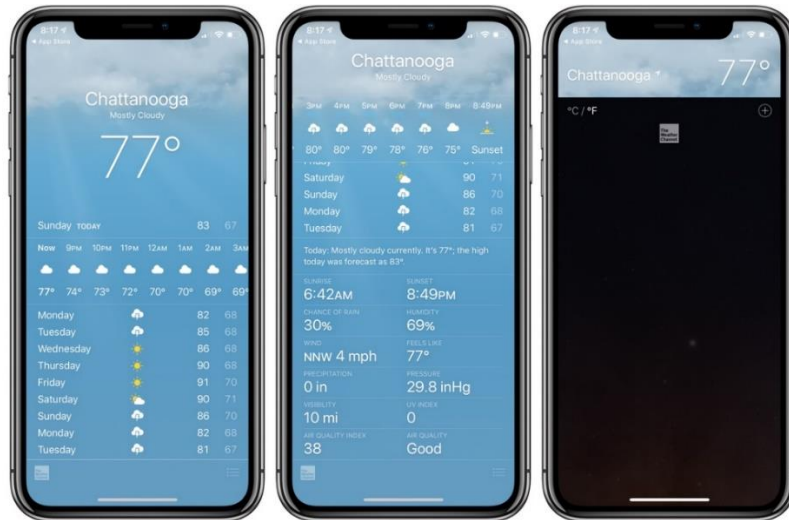 8:17
App Store
Chattanooga
Mostly Cloudy
77°
Sunday TODAY 83 67
Now 9PM 10PM 11PM 12AM 1AM 2AM 3AM
77° 74° 73° 72° 70° 70° 69° 69°
Monday 82 68
Tuesday 85 68
Wednesday 86 68
Thursday 90 68
Friday 91 70
Saturday 90 71
Sunday 86 70
Monday 82 68
Tuesday 81 67
8:17
App Store
Chattanooga
Mostly Cloudy
3PM 4PM 5PM 6PM 7PM 8PM 8:49PM
80° 80° 79° 78° 76° 75° Sunset
Saturday 90 71
Sunday 86 70
Monday 82 68
Tuesday 81 67
Today: Mostly cloudy currently. It's 77°; the high
today was forecast as 83°.
SUNRISE SUNSET
6:42AM 8:49PM
CHANCE OF RAIN HUMIDITY
30% 69%
WIND FEELS LIKE
NNW 4 mph 77°
PRECIPITATION PRESSURE
0 in 29.8 inHg
VISIBILITY UV INDEX
10 mi 0
AIR QUALITY INDEX AIR QUALITY
38 Good
8:17
App Store
Chattanooga 77°
°C / °F
The
Weather
Channel